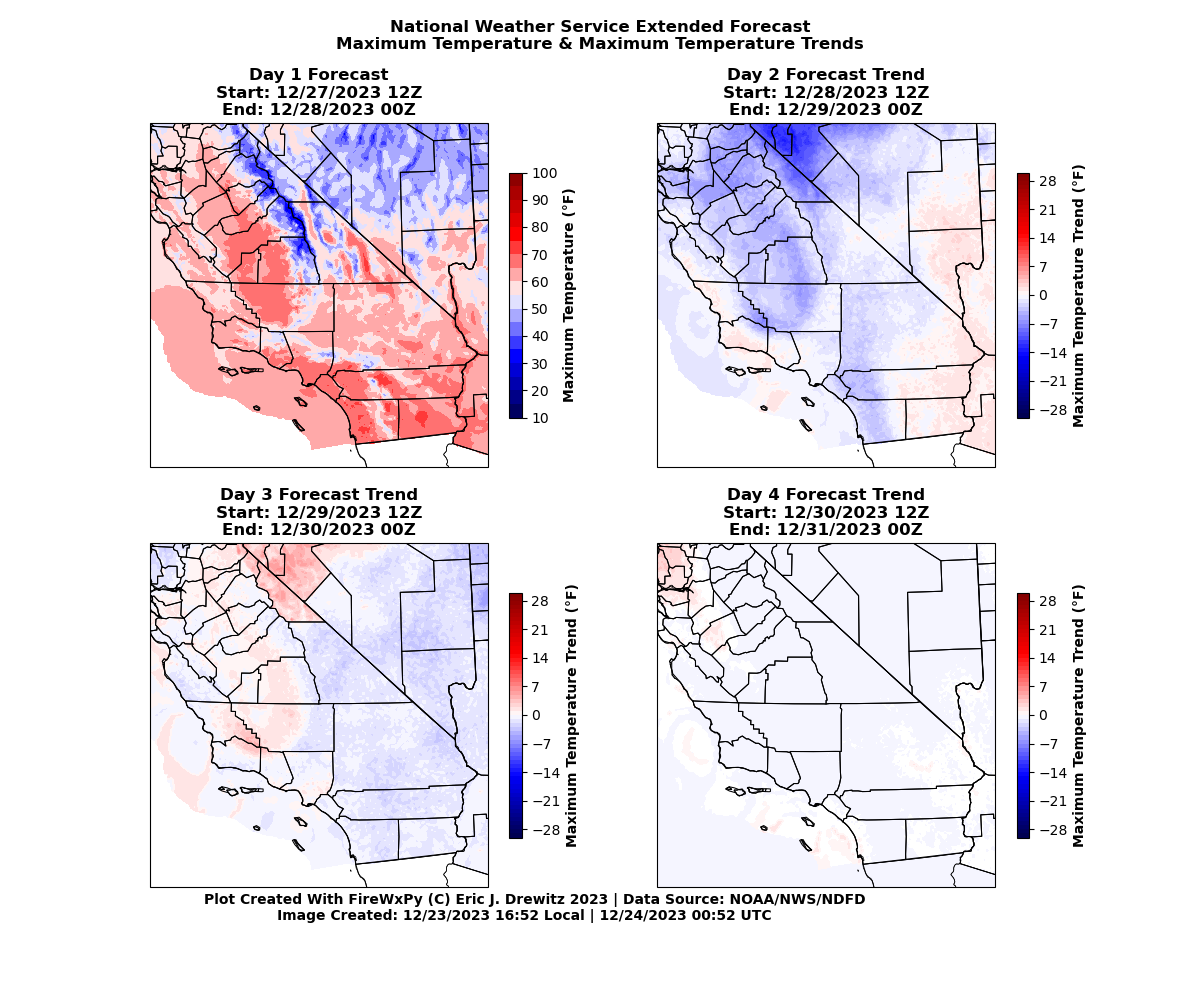 National Weather Service Extended Forecast
Maximum Temperature & Maximum Temperature Trends
Day 1 Forecast
Start: 12/27/2023 12Z
End: 12/28/2023 00Z
100
90
80
70
60
50
40
30
20
10
Maximum Temperature (°F)
Day 2 Forecast Trend
Start: 12/28/2023 12Z
End: 12/29/2023 00Z
28
21
14
7
0
−7
−14
−21
−28
Maximum Temperature Trend (°F)
Day 3 Forecast Trend
Start: 12/29/2023 12Z
End: 12/30/2023 00Z
28
21
14
7
0
−7
−14
−21
−28
Maximum Temperature Trend (°F)
Day 4 Forecast Trend
Start: 12/30/2023 12Z
End: 12/31/2023 00Z
28
21
14
7
0
−7
−14
−21
−28
Maximum Temperature Trend (°F)
Plot Created With FireWxPy (C) Eric J. Drewitz 2023 | Data Source: NOAA/NWS/NDFD
Image Created: 12/23/2023 16:52 Local | 12/24/2023 00:52 UTC